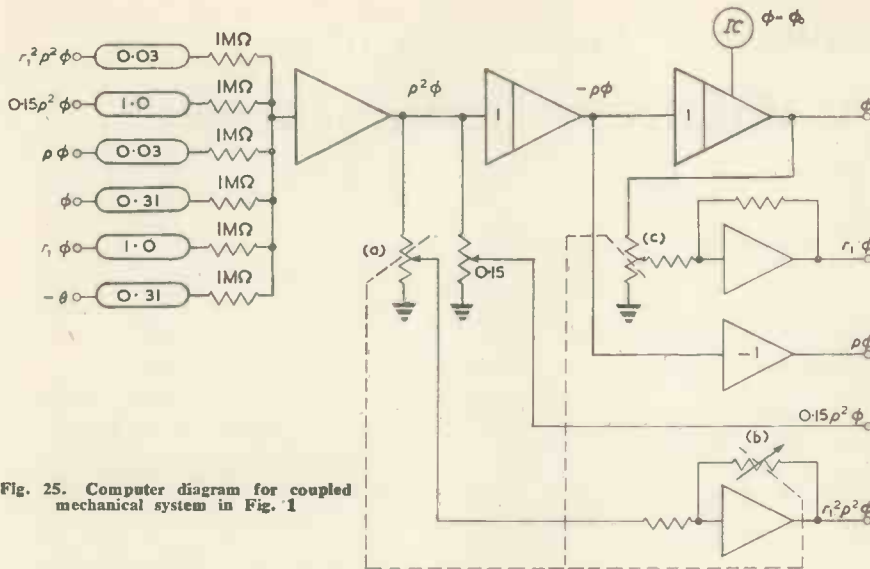 IC
ϕ - ϕ₀
r₁²ρ²ϕ
0·03
1MΩ
0·15ρ²ϕ
1·0
1MΩ
ρϕ
0·03
1MΩ
ϕ
0·31
1MΩ
r₁ϕ
1·0
1MΩ
-θ
0·31
1MΩ
ρ²ϕ
1
-ρϕ
1
ϕ
(a)
0·15
(c)
r₁ϕ
-1
ρϕ
0·15ρ²ϕ
(b)
r₁²ρ²ϕ
Fig. 25. Computer diagram for coupled
mechanical system in Fig. 1